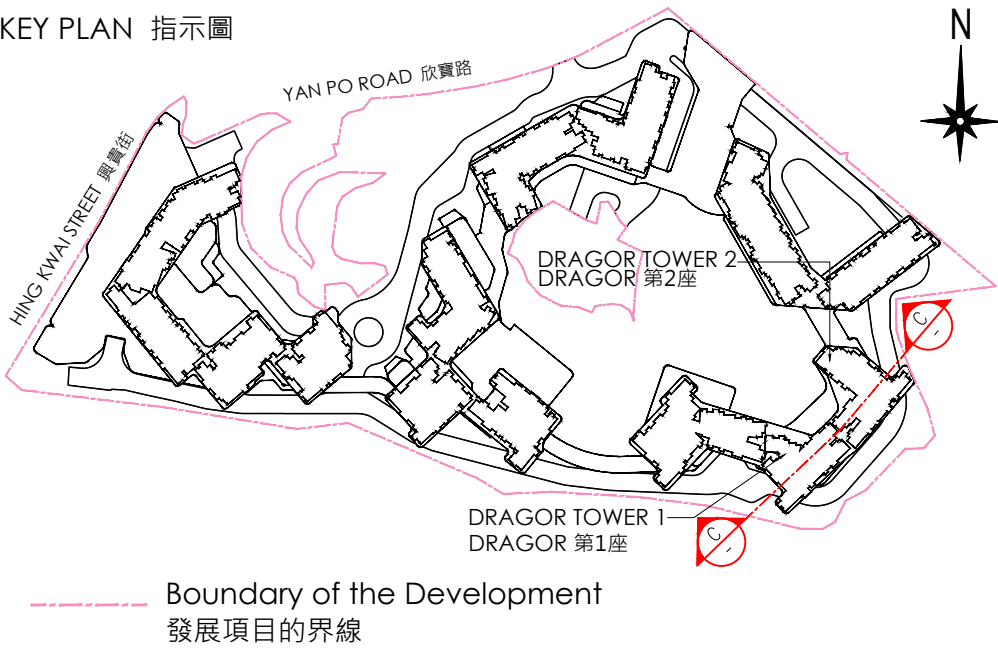 KEY PLAN 指示圖
N
YAN PO ROAD 欣寶路
HING KWAI STREET 興貴街
DRAGOR TOWER 2
DRAGOR 第2座
C
-
DRAGOR TOWER 1
DRAGOR 第1座
C
-
Boundary of the Development
發展項目的界線